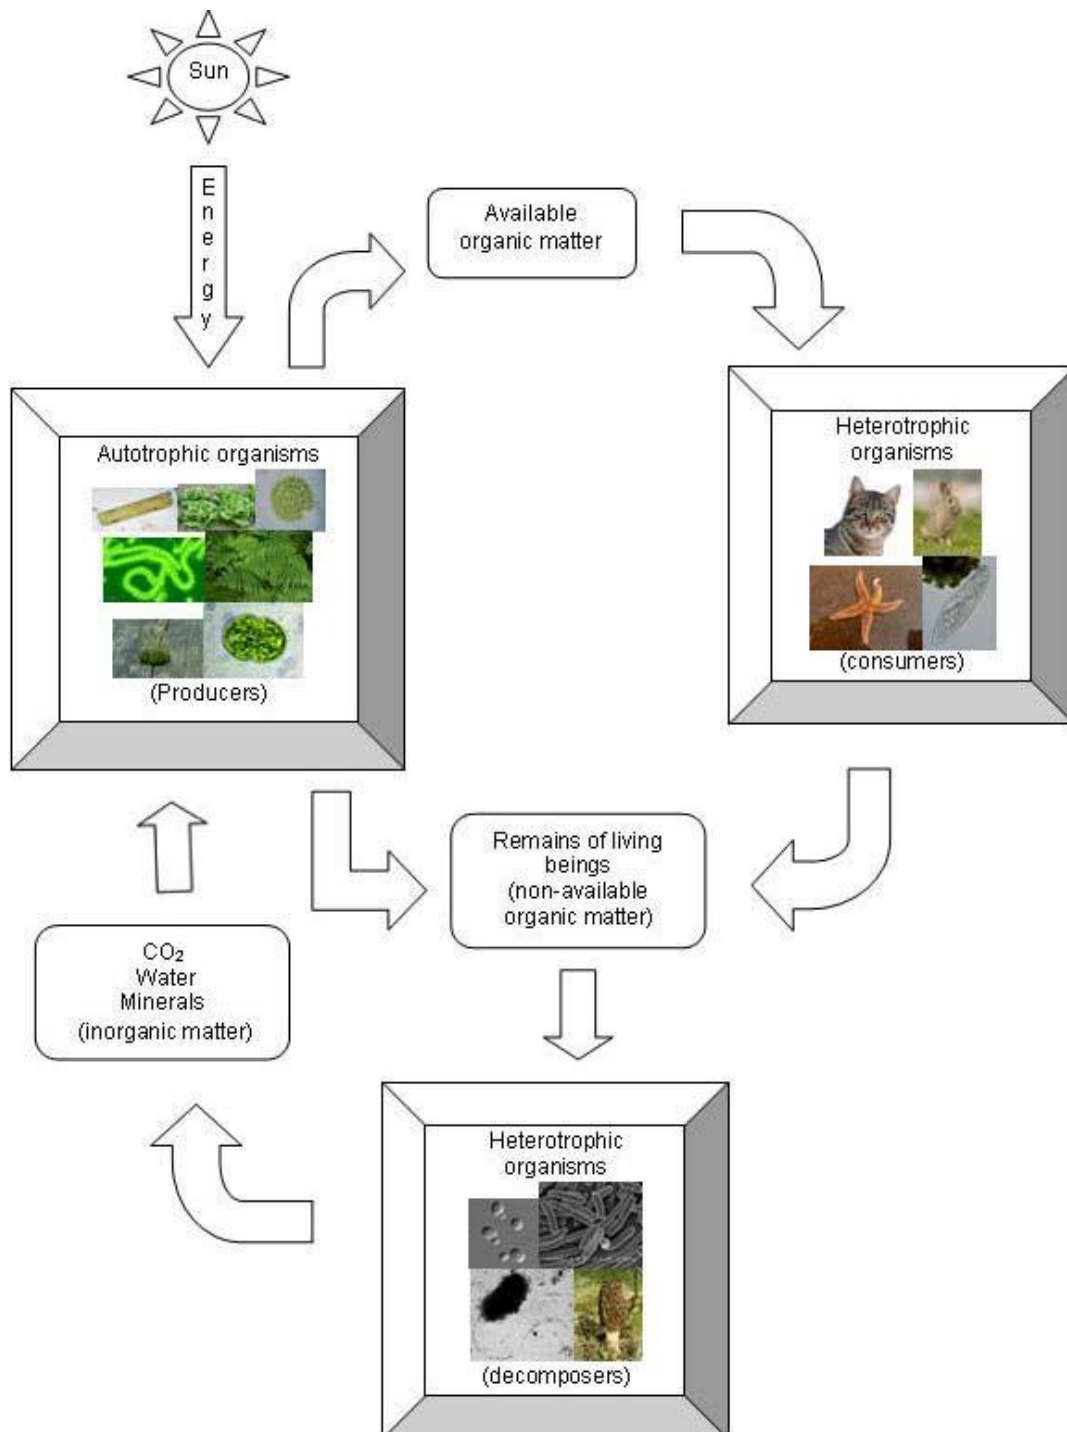 Sun
Energy
Available
organic matter
Autotrophic organisms
(Producers)
Heterotrophic
organisms
(consumers)
Remains of living
beings
(non-available
organic matter)
CO₂
Water
Minerals
(inorganic matter)
Heterotrophic
organisms
(decomposers)